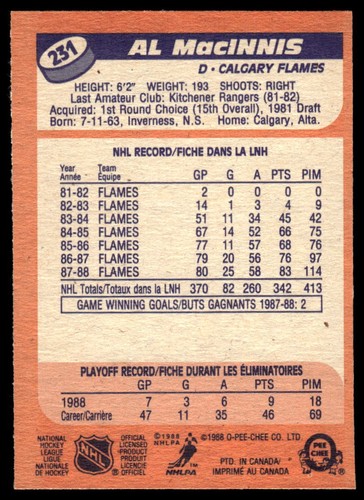 231
AL MacINNIS
D • CALGARY FLAMES
HEIGHT: 6'2" WEIGHT: 193 SHOOTS: RIGHT
Last Amateur Club: Kitchener Rangers (81-82)
Acquired: 1st Round Choice (15th Overall), 1981 Draft
Born: 7-11-63, Inverness, N.S. Home: Calgary, Alta.
NHL RECORD/FICHE DANS LA LNH
Year Team
Année Équipe GP G A PTS PIM
81-82 FLAMES 2 0 0 0 0
82-83 FLAMES 14 1 3 4 9
83-84 FLAMES 51 11 34 45 42
84-85 FLAMES 67 14 52 66 75
85-86 FLAMES 77 11 57 68 76
86-87 FLAMES 79 20 56 76 97
87-88 FLAMES 80 25 58 83 114
NHL Totals/Totaux dans la LNH 370 82 260 342 413
GAME WINNING GOALS/BUTS GAGNANTS 1987-88: 2
PLAYOFF RECORD/FICHE DURANT LES ÉLIMINATOIRES
GP G A PTS PIM
1988 7 3 6 9 18
Career/Carrière 47 11 35 46 69
NATIONAL
HOCKEY
LEAGUE
LIGUE
NATIONALE
DE HOCKEY
NHL
OFFICIAL
LICENSED
PRODUCT
PRODUIT
OFFICIEL
© 1988
NHLPA
NHLPA
© 1988 O-PEE-CHEE CO. LTD.
PTD. IN CANADA/
IMPRIMÉ AU CANADA
O
PEE
CHEE